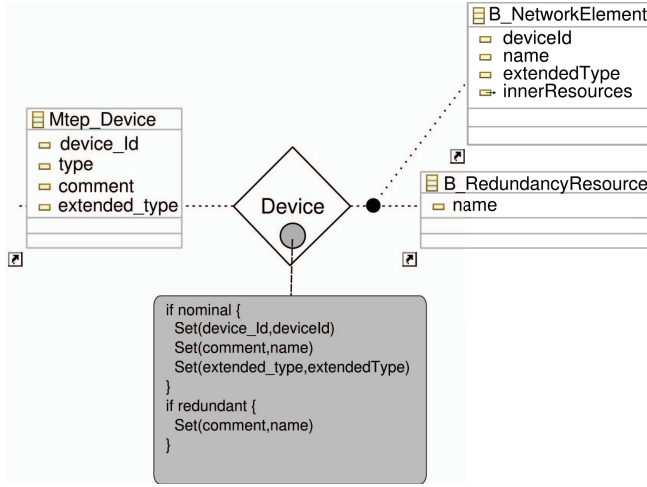 B_NetworkElement
deviceId
name
extendedType
innerResources
Mtep_Device
device_Id
type
comment
extended_type
Device
B_RedundancyResource
name
if nominal {
Set(device_Id,deviceId)
Set(comment,name)
Set(extended_type,extendedType)
}
if redundant {
Set(comment,name)
}